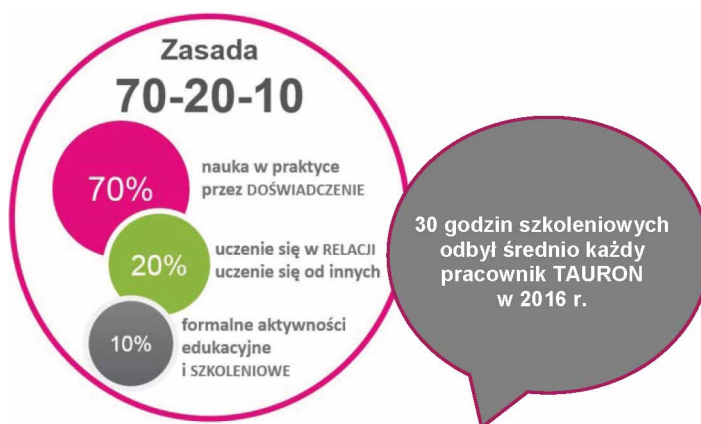 Zasada
70-20-10
70%
nauka w praktyce
przez DOŚWIADCZENIE
20%
uczenie się w RELACJI
uczenie się od innych
10%
formalne aktywności
edukacyjne
i SZKOLENIOWE
30 godzin szkoleniowych
odbył średnio każdy
pracownik TAURON
w 2016 r.